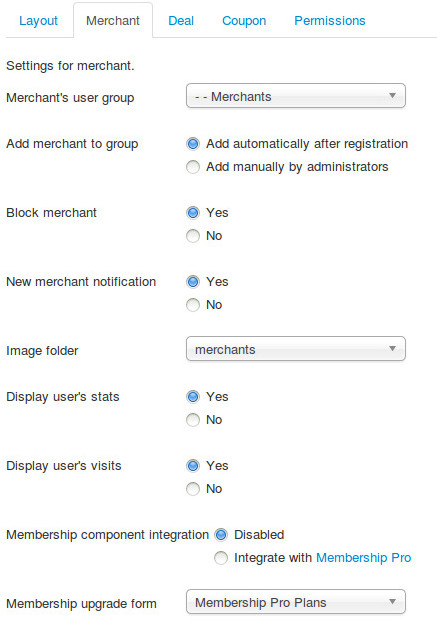 Layout Merchant Deal Coupon Permissions
Settings for merchant.
Merchant's user group - - Merchants
Add merchant to group Add automatically after registration
Add manually by administrators
Block merchant Yes
No
New merchant notification Yes
No
Image folder merchants
Display user's stats Yes
No
Display user's visits Yes
No
Membership component integration Disabled
Integrate with Membership Pro
Membership upgrade form Membership Pro Plans